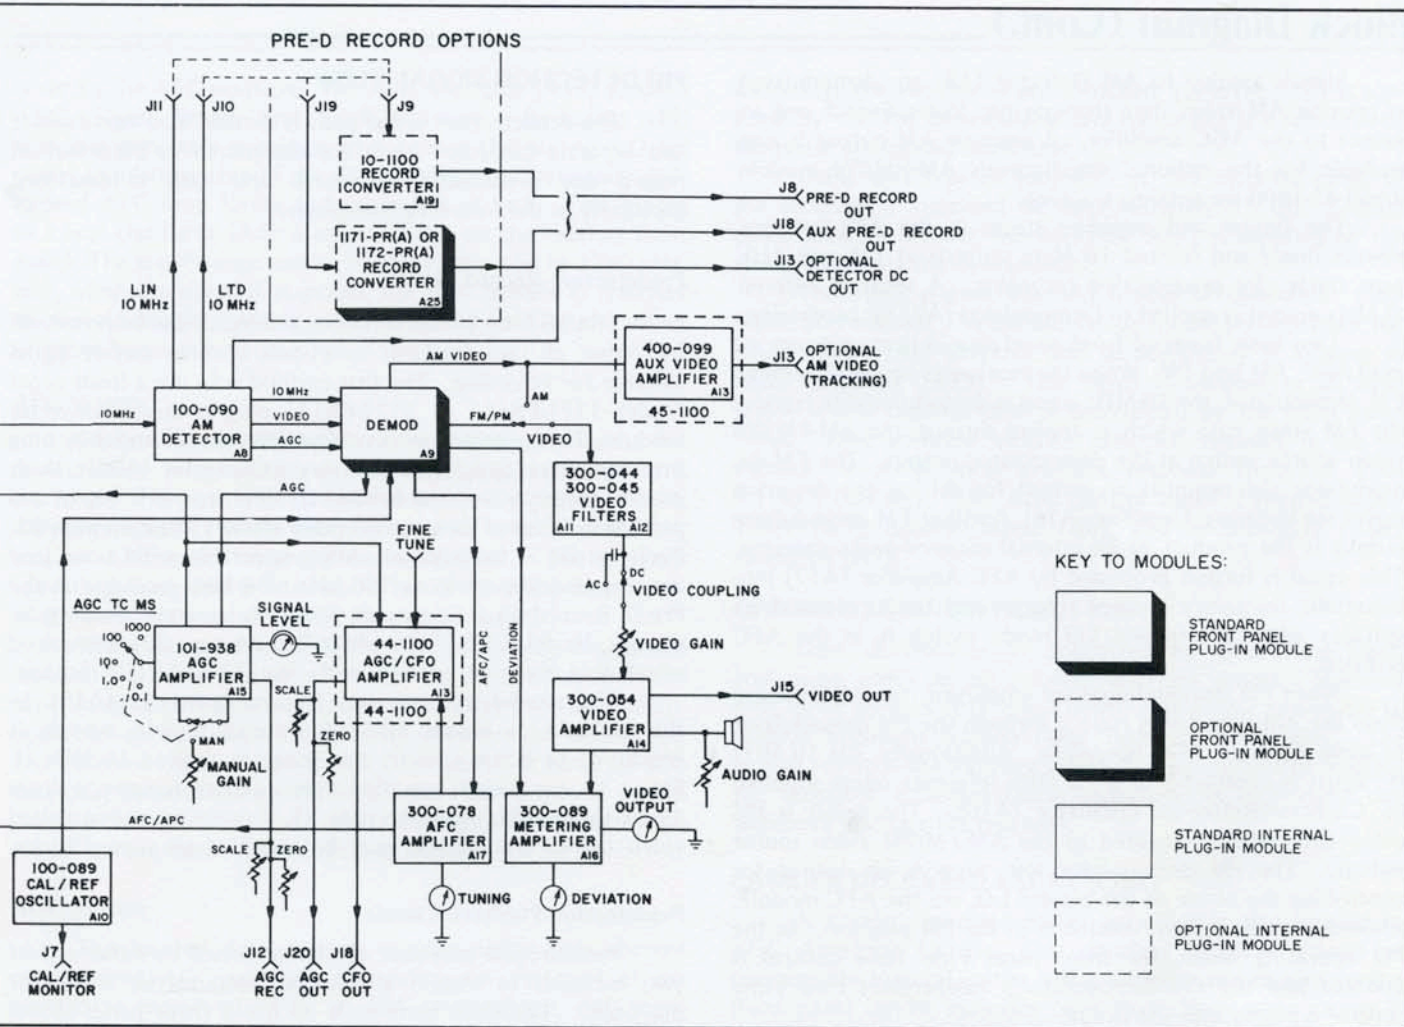 PRE-D RECORD OPTIONS
J11
J10
J19
J9
10-1100
RECORD
(CONVERTER)
A19
1171-PR(A) OR
1172-PR(A)
RECORD
CONVERTER
A25
J8
PRE-D RECORD
OUT
J18
AUX PRE-D RECORD
OUT
J13
OPTIONAL
DETECTOR DC
OUT
LIN
10 MHz
LTD
10 MHz
AM VIDEO
400-099
AUX VIDEO
AMPLIFIER
A13
45-1100
J13
OPTIONAL
AM VIDEO
(TRACKING)
10MHz
100-090
AM
DETECTOR
A8
10 MHz
VIDEO
AGC
DEMOD
A9
AM
FM/PM
VIDEO
300-044
300-045
VIDEO
FILTERS
A11
A12
AGC
FINE
TUNE
AC
DC
VIDEO COUPLING
VIDEO GAIN
AGC TC MS
1000
100
10
1.0
0.1
101-938
AGC
AMPLIFIER
A15
SIGNAL
LEVEL
SCALE
ZERO
44-1100
AGC/CFO
AMPLIFIER
A13
44-1100
AFC/APC
DEVIATION
300-054
VIDEO
AMPLIFIER
A14
J15
VIDEO OUT
AUDIO GAIN
MAN
MANUAL
GAIN
AFC/APC
300-078
AFC
AMPLIFIER
A17
300-089
METERING
AMPLIFIER
A16
VIDEO
OUTPUT
SCALE
ZERO
TUNING
DEVIATION
100-089
CAL/REF
OSCILLATOR
A10
J7
CAL/REF
MONITOR
J12
AGC
REC
J20
AGC
OUT
J18
CFO
OUT
KEY TO MODULES:
STANDARD
FRONT PANEL
PLUG-IN MODULE
OPTIONAL
FRONT PANEL
PLUG-IN MODULE
STANDARD INTERNAL
PLUG-IN MODULE
OPTIONAL INTERNAL
PLUG-IN MODULE